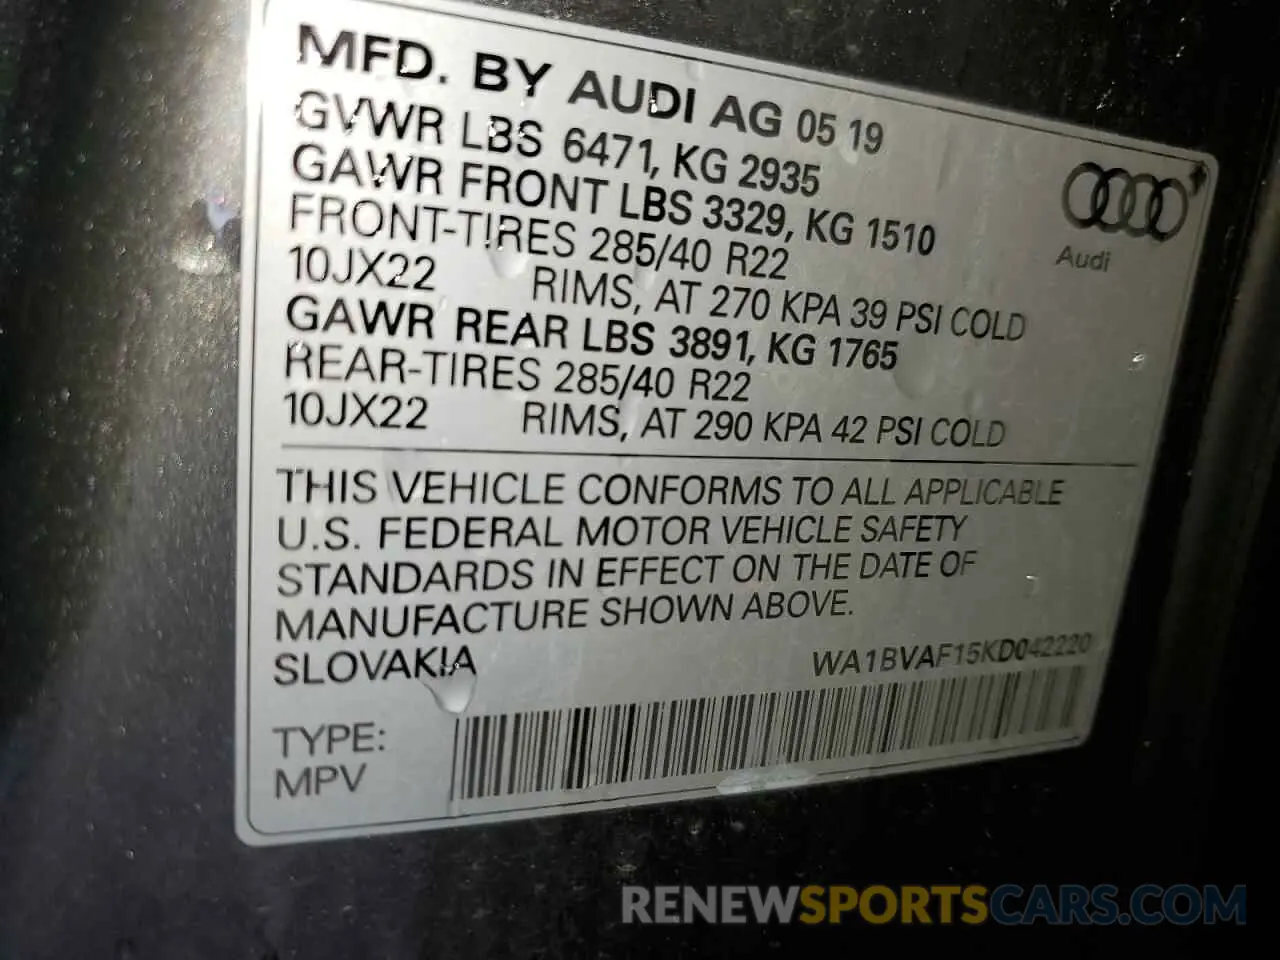 MFD. BY AUDI AG 05 19
GVWR LBS 6471, KG 2935
GAWR FRONT LBS 3329, KG 1510
FRONT-TIRES 285/40 R22
10JX22 RIMS, AT 270 KPA 39 PSI COLD
GAWR REAR LBS 3891, KG 1765
REAR-TIRES 285/40 R22
10JX22 RIMS, AT 290 KPA 42 PSI COLD
Audi
THIS VEHICLE CONFORMS TO ALL APPLICABLE
U.S. FEDERAL MOTOR VEHICLE SAFETY
STANDARDS IN EFFECT ON THE DATE OF
MANUFACTURE SHOWN ABOVE.
SLOVAKIA WA1BVAF15KD042220
TYPE:
MPV
RENEWSPORTSCARS.COM